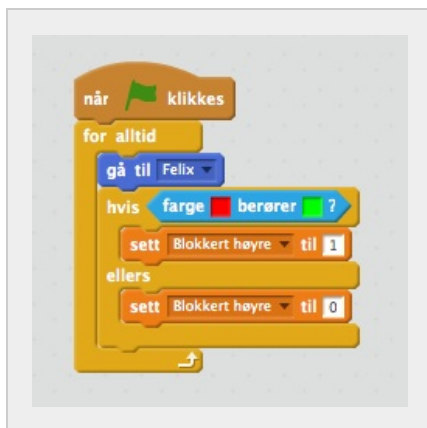 når klikkes
for alltid
gå til Felix
hvis farge berører ?
sett Blokkert høyre til 1
ellers
sett Blokkert høyre til 0